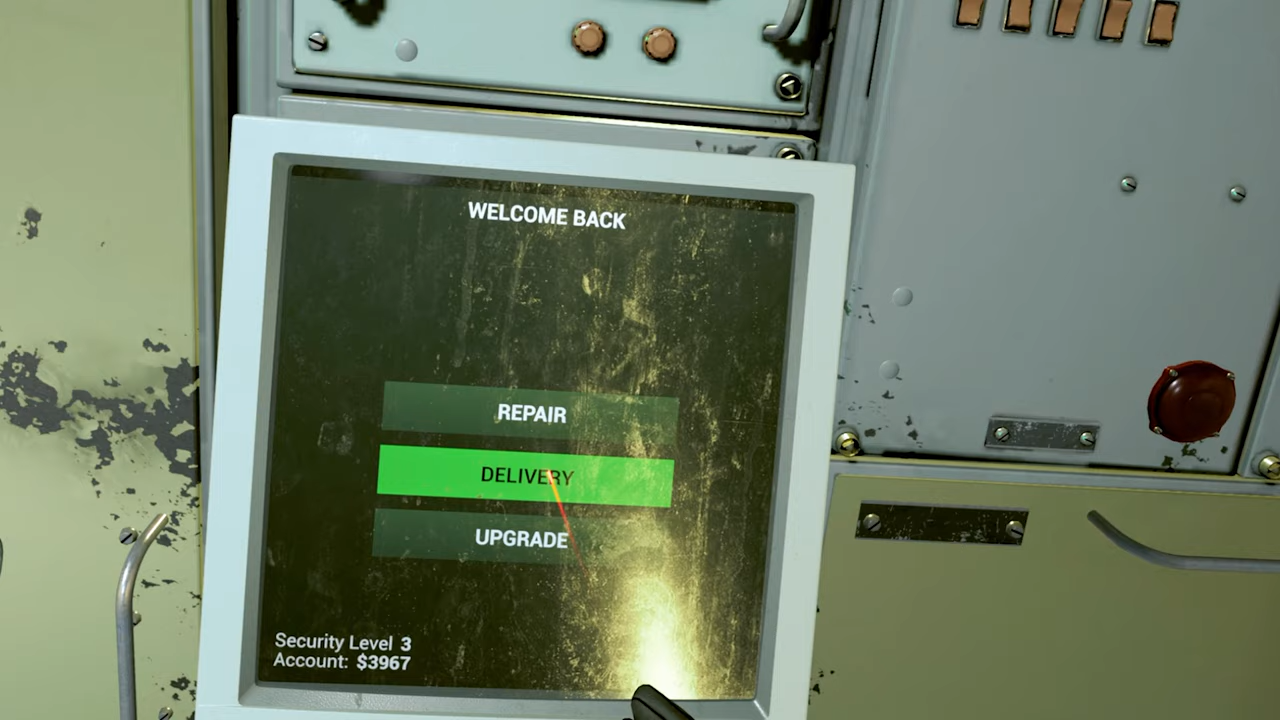 WELCOME BACK
REPAIR
DELIVERY
UPGRADE
Security Level 3
Account: $3967